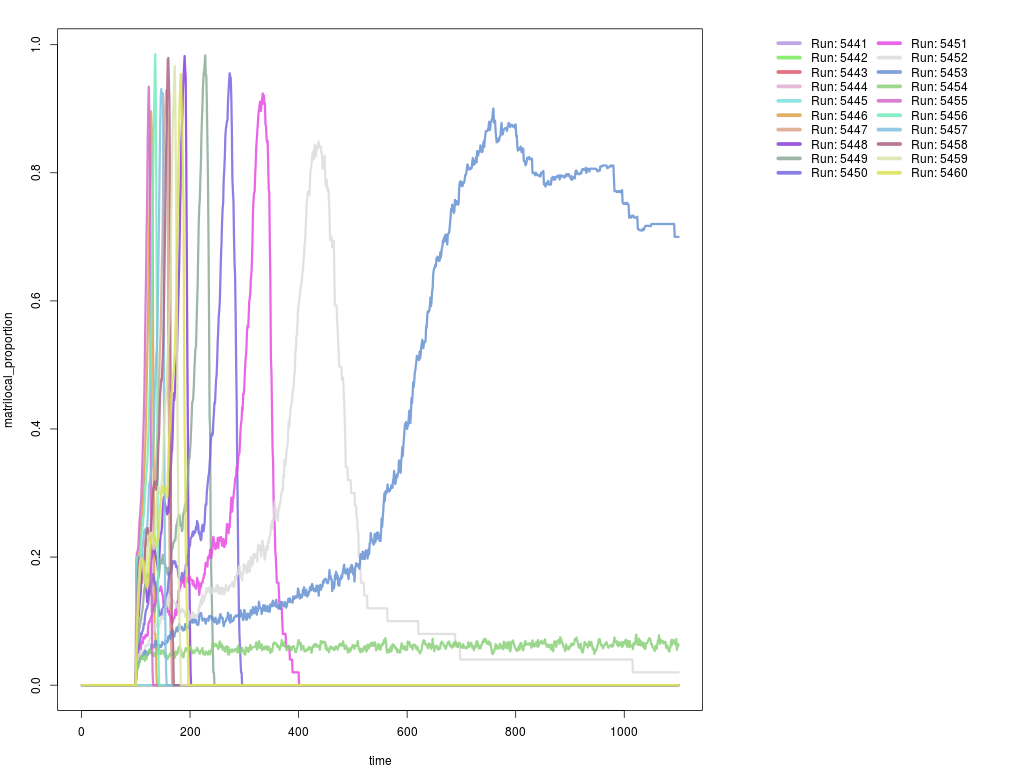 1.0
0.8
0.6
0.4
0.2
0.0
matrilocal_proportion
0 200 400 600 800 1000
time
Run: 5441 Run: 5451
Run: 5442 Run: 5452
Run: 5443 Run: 5453
Run: 5444 Run: 5454
Run: 5445 Run: 5455
Run: 5446 Run: 5456
Run: 5447 Run: 5457
Run: 5448 Run: 5458
Run: 5449 Run: 5459
Run: 5450 Run: 5460